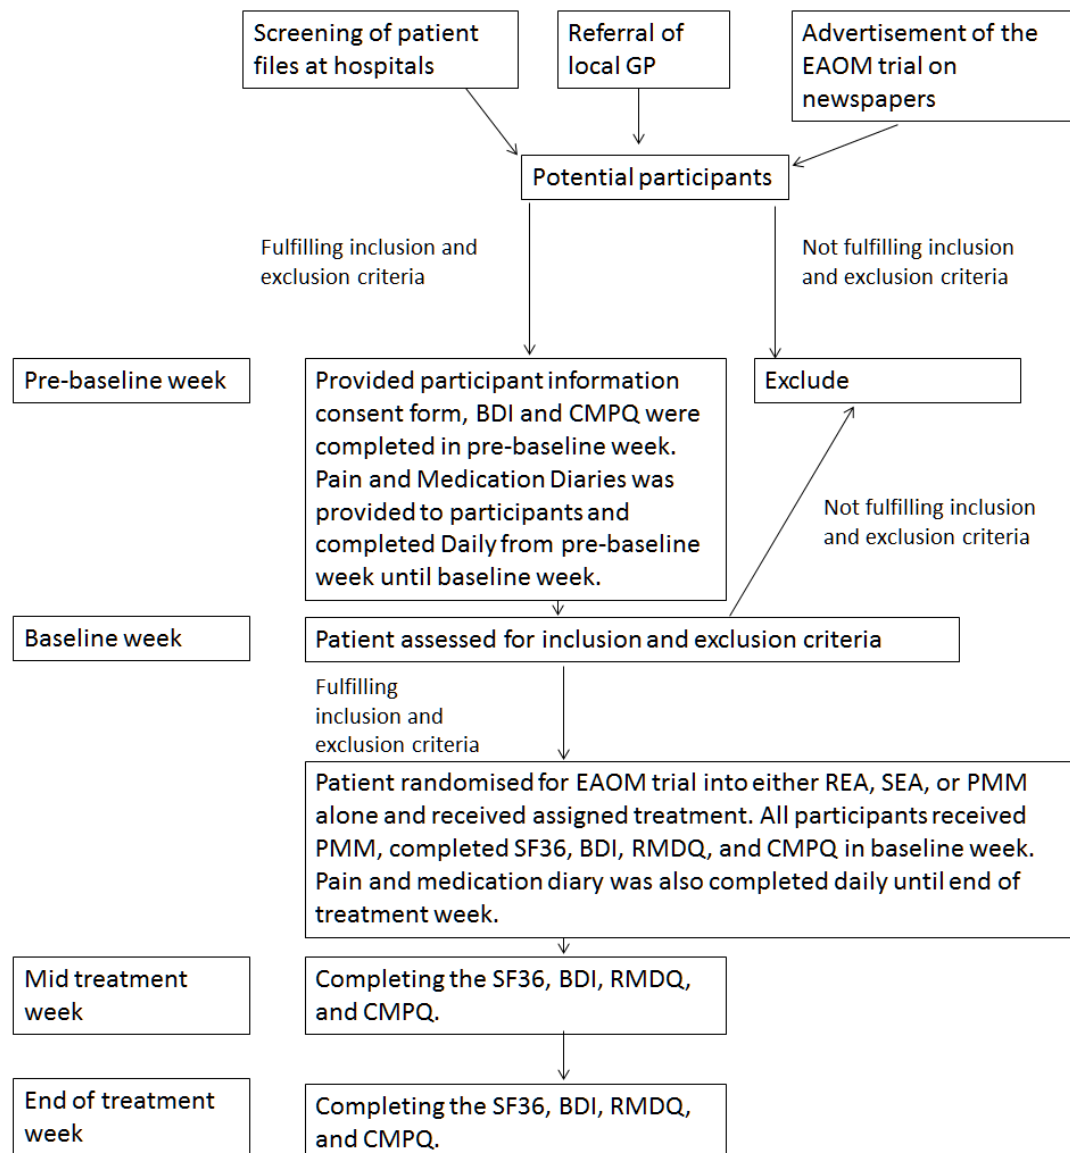 Screening of patient
files at hospitals
Referral of
local GP
Advertisement of the
EAOM trial on
newspapers
Potential participants
Fulfilling inclusion and
exclusion criteria
Not fulfilling inclusion
and exclusion criteria
Pre-baseline week
Provided participant information
consent form, BDI and CMPQ were
completed in pre-baseline week.
Pain and Medication Diaries was
provided to participants and
completed Daily from pre-baseline
week until baseline week.
Exclude
Not fulfilling inclusion
and exclusion criteria
Baseline week
Patient assessed for inclusion and exclusion criteria
Fulfilling
inclusion and
exclusion criteria
Patient randomised for EAOM trial into either REA, SEA, or PMM
alone and received assigned treatment. All participants received
PMM, completed SF36, BDI, RMDQ, and CMPQ in baseline week.
Pain and medication diary was also completed daily until end of
treatment week.
Mid treatment
week
Completing the SF36, BDI, RMDQ,
and CMPQ.
End of treatment
week
Completing the SF36, BDI, RMDQ,
and CMPQ.